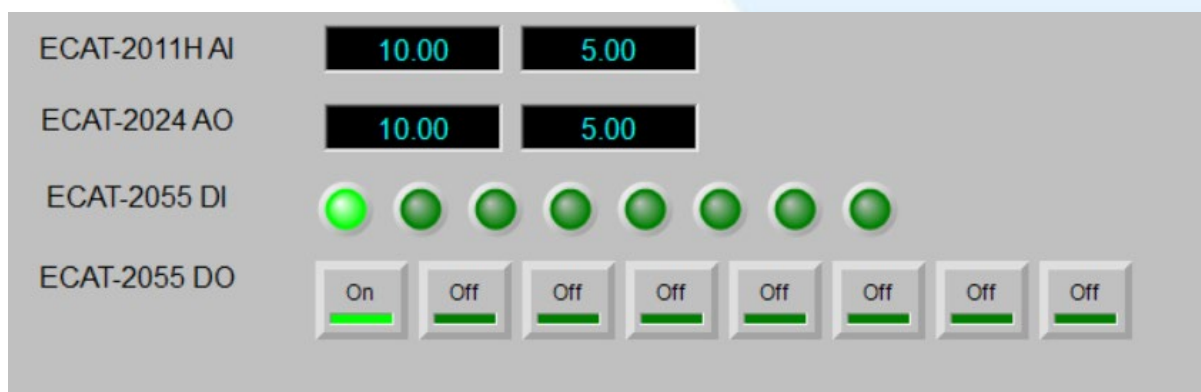 ECAT-2011H AI 10.00 5.00
ECAT-2024 AO 10.00 5.00
ECAT-2055 DI
ECAT-2055 DO On Off Off Off Off Off Off Off